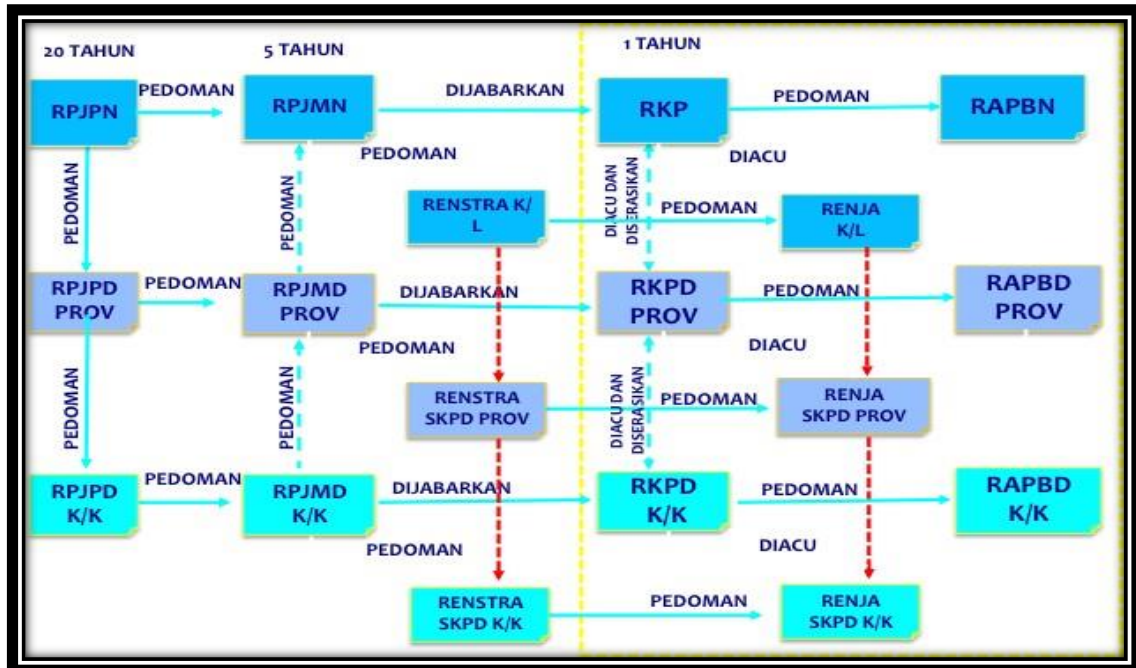 20 TAHUN
5 TAHUN
1 TAHUN
RPJPN
PEDOMAN
RPJMN
DIJABARKAN
RKP
PEDOMAN
RAPBN
PEDOMAN
PEDOMAN
PEDOMAN
DIACU DAN
DISERASIKAN
DIACU
RENSTRA K/
L
PEDOMAN
RENJA
K/L
RPJPD
PROV
PEDOMAN
RPJMD
PROV
DIJABARKAN
RKPD
PROV
PEDOMAN
RAPBD
PROV
PEDOMAN
PEDOMAN
PEDOMAN
DIACU DAN
DISERASIKAN
DIACU
RENSTRA
SKPD PROV
PEDOMAN
RENJA
SKPD PROV
RPJPD
K/K
PEDOMAN
RPJMD
K/K
DIJABARKAN
RKPD
K/K
PEDOMAN
RAPBD
K/K
PEDOMAN
DIACU
RENSTRA
SKPD K/K
PEDOMAN
RENJA
SKPD K/K